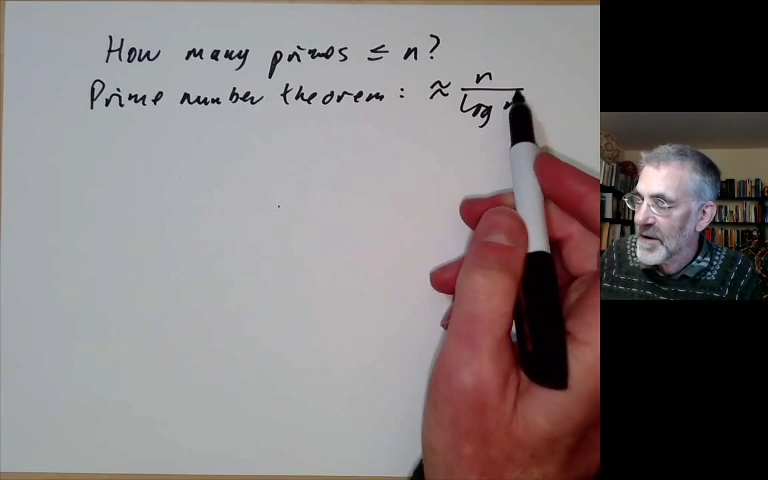 How many primes ≤ n?
Prime number theorem: ≈ n / log n